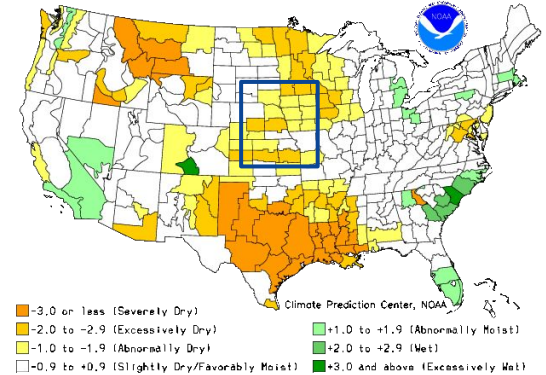 NOAA
Climate Prediction Center, NOAA
-3.0 or less (Severely Dry)
-2.0 to -2.9 (Excessively Dry)
-1.0 to -1.9 (Abnormally Dry)
-0.9 to +0.9 (Slightly Dry/Favorably Moist)
+1.0 to +1.9 (Abnormally Moist)
+2.0 to +2.9 (Wet)
+3.0 and above (Excessively Wet)